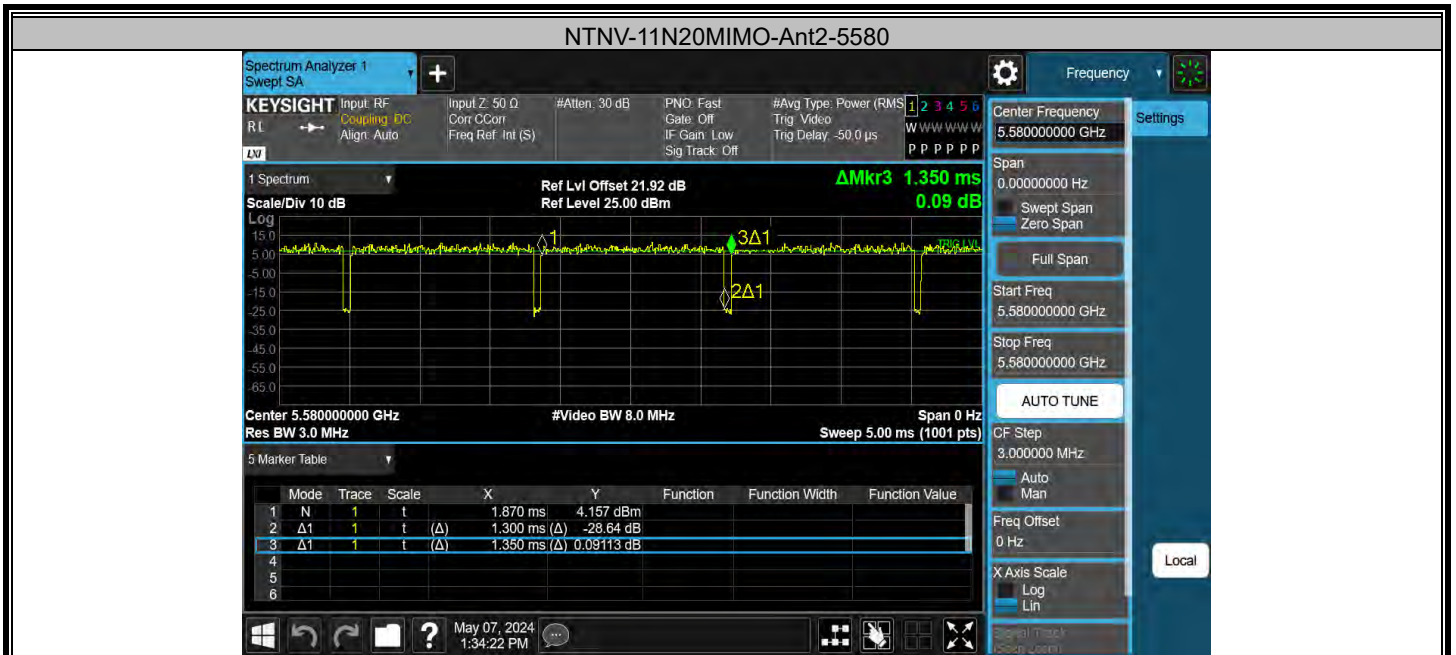 NTNV-11N20MIMO-Ant2-5580
Spectrum Analyzer 1
Swept SA
Frequency
KEYSIGHT
RL
LXI
Input: RF
Coupling: DC
Align: Auto
Input Z: 50 Ω
Corr CCorr
Freq Ref: Int (S)
#Atten: 30 dB
PNO: Fast
Gate: Off
IF Gain: Low
Sig Track: Off
#Avg Type: Power (RMS
Trig: Video
Trig Delay: -50.0 µs
1 2 3 4 5 6
W W W W W W
P P P P P P
1 Spectrum
Scale/Div 10 dB
Ref Lvl Offset 21.92 dB
Ref Level 25.00 dBm
ΔMkr3 1.350 ms
0.09 dB
Log
15.0
5.00
-5.00
-15.0
-25.0
-35.0
-45.0
-55.0
-65.0
1
3Δ1
2Δ1
TRIG LVL
Center 5.580000000 GHz
#Video BW 8.0 MHz
Span 0 Hz
Res BW 3.0 MHz
Sweep 5.00 ms (1001 pts)
5 Marker Table
Mode Trace Scale X Y Function Function Width Function Value
1 N 1 t 1.870 ms 4.157 dBm
2 Δ1 1 t (Δ) 1.300 ms (Δ) -28.64 dB
3 Δ1 1 t (Δ) 1.350 ms (Δ) 0.09113 dB
4
5
6
May 07, 2024
1:34:22 PM
Center Frequency
5.580000000 GHz
Settings
Span
0.00000000 Hz
Swept Span
Zero Span
Full Span
Start Freq
5.580000000 GHz
Stop Freq
5.580000000 GHz
AUTO TUNE
CF Step
3.000000 MHz
Auto
Man
Freq Offset
0 Hz
X Axis Scale
Log
Lin
Signal Track
(Span Zoom)
Local